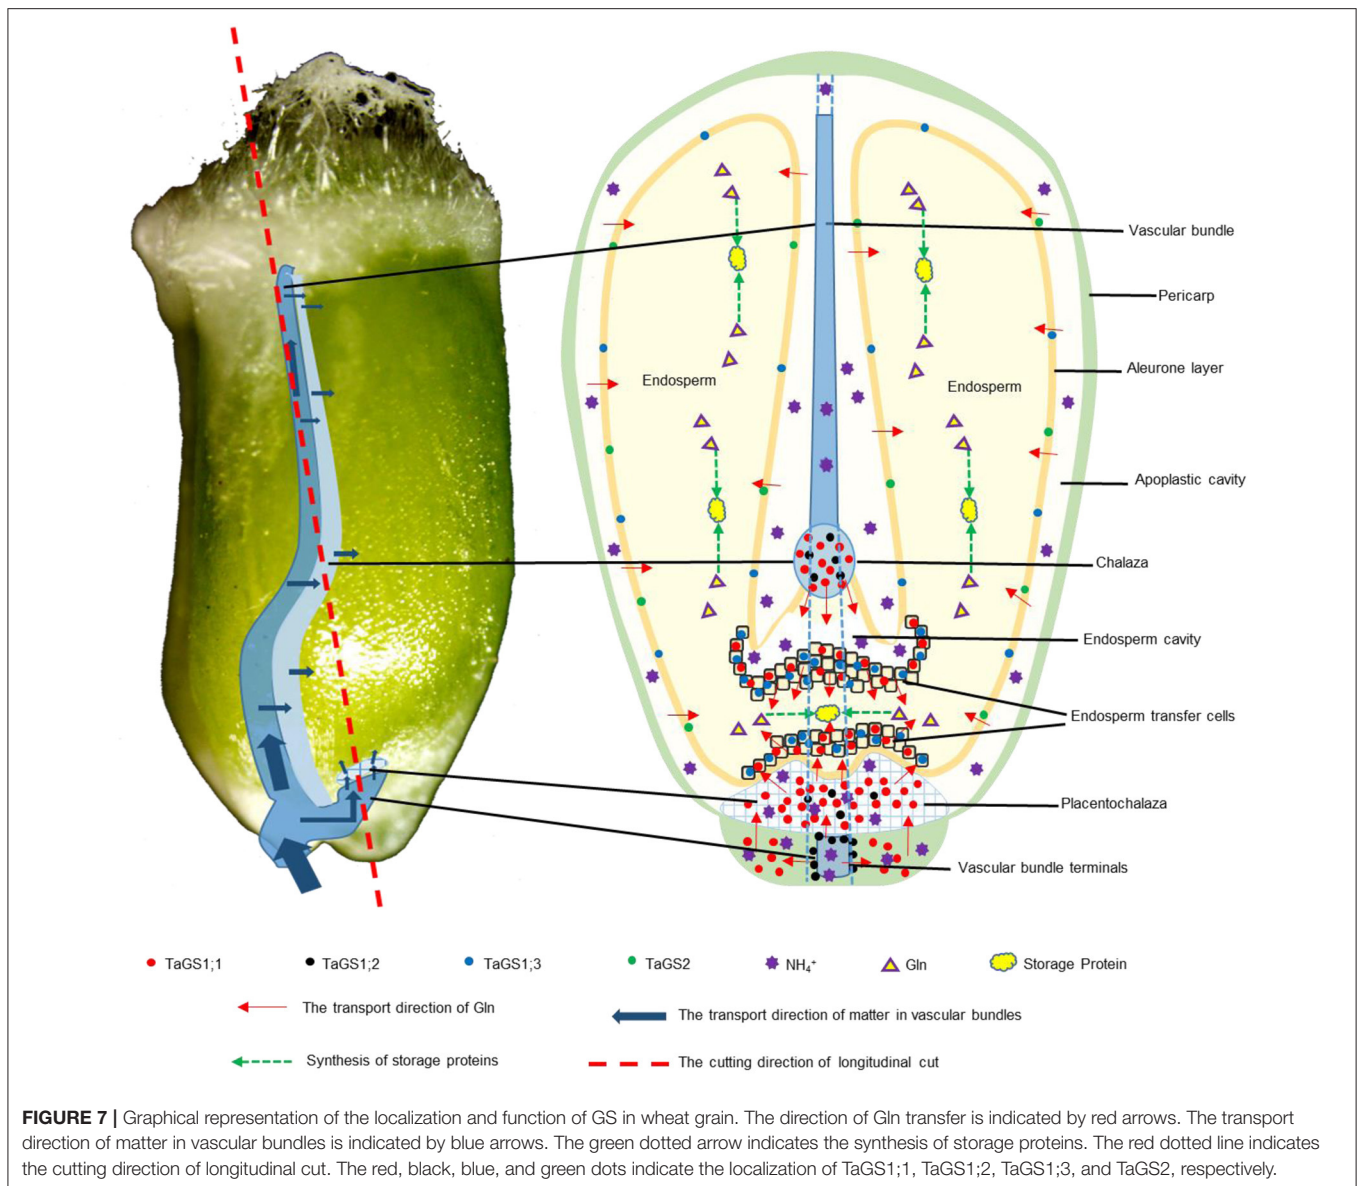 Vascular bundle
Pericarp
Aleurone layer
Endosperm
Endosperm
Apoplastic cavity
Chalaza
Endosperm cavity
Endosperm transfer cells
Placentochalaza
Vascular bundle terminals
TaGS1;1
TaGS1;2
TaGS1;3
TaGS2
NH₄⁺
Gln
Storage Protein
The transport direction of Gln
The transport direction of matter in vascular bundles
Synthesis of storage proteins
The cutting direction of longitudinal cut
FIGURE 7 | Graphical representation of the localization and function of GS in wheat grain. The direction of Gln transfer is indicated by red arrows. The transport
direction of matter in vascular bundles is indicated by blue arrows. The green dotted arrow indicates the synthesis of storage proteins. The red dotted line indicates
the cutting direction of longitudinal cut. The red, black, blue, and green dots indicate the localization of TaGS1;1, TaGS1;2, TaGS1;3, and TaGS2, respectively.